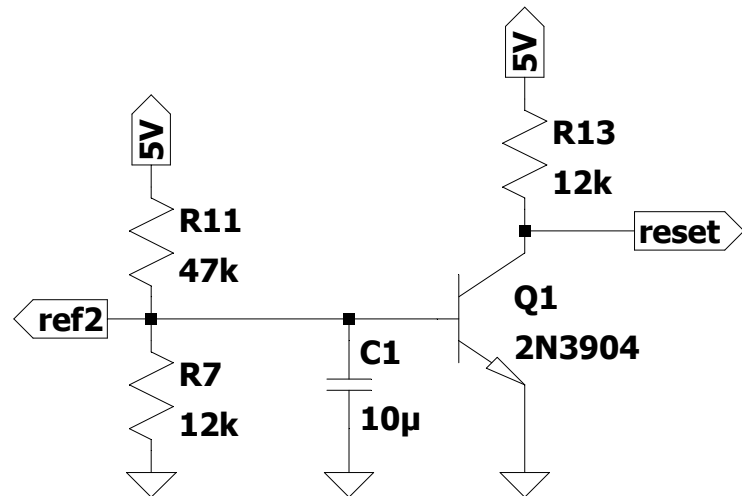 5V
R13
12k
5V
R11
47k
reset
ref2
Q1
2N3904
C1
10µ
R7
12k